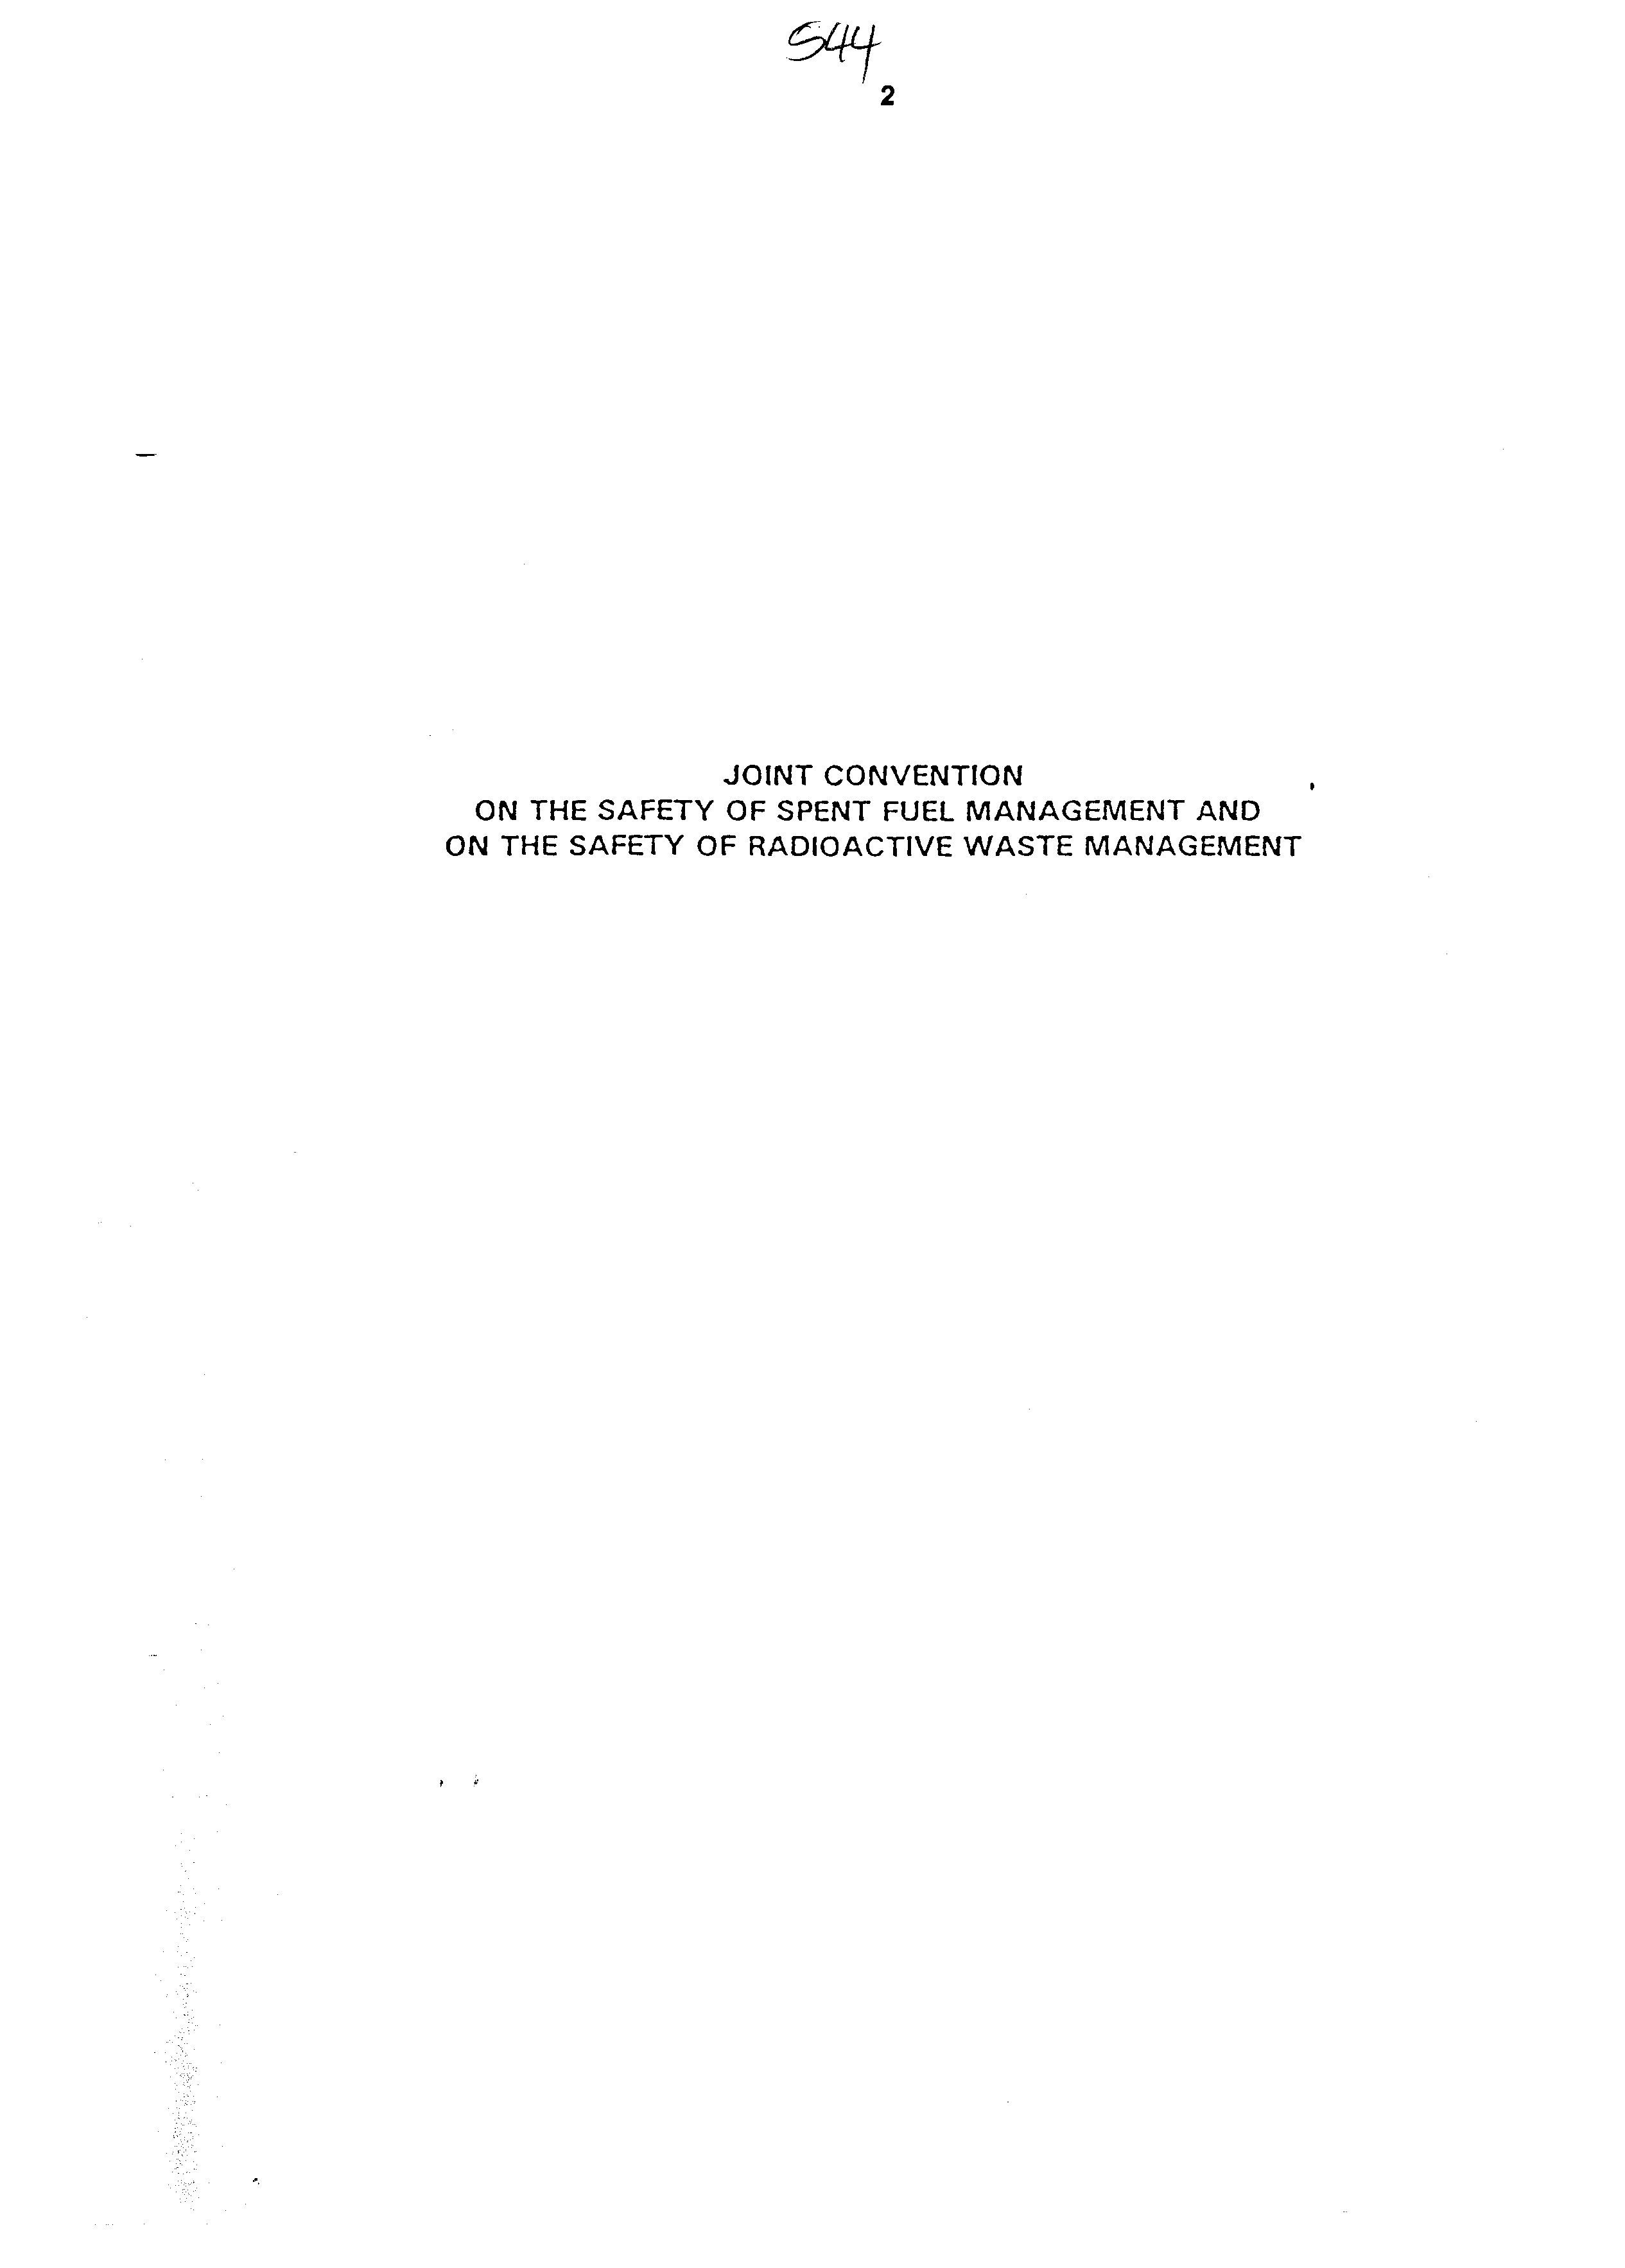 544
2
JOINT CONVENTION
ON THE SAFETY OF SPENT FUEL MANAGEMENT AND
ON THE SAFETY OF RADIOACTIVE WASTE MANAGEMENT